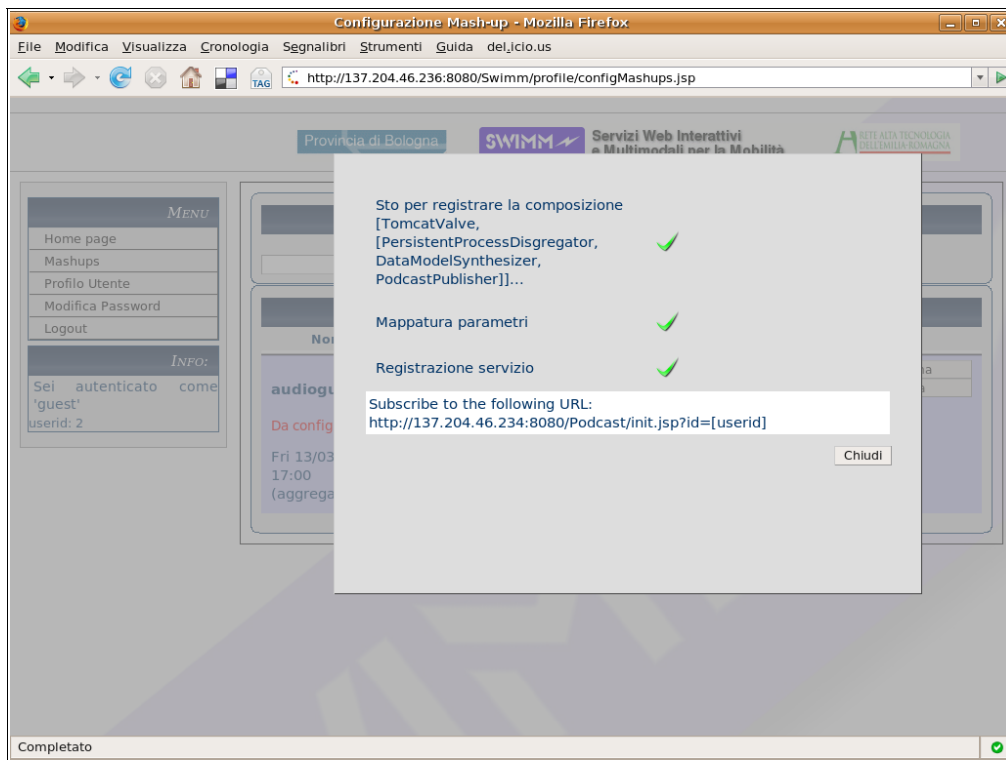 Configurazione Mash-up - Mozilla Firefox
File Modifica Visualizza Cronologia Segnalibri Strumenti Guida del.icio.us
TAG http://137.204.46.236:8080/Swimm/profile/configMashups.jsp
Provincia di Bologna
SWIMM
Servizi Web Interattivi
e Multimodali per la Mobilità
RETE ALTA TECNOLOGIA
DELL'EMILIA-ROMAGNA
MENU
Home page
Mashups
Profilo Utente
Modifica Password
Logout
INFO:
Sei autenticato come
'guest'
userid: 2
audiogu
Da config
Fri 13/03
17:00
(aggrega
Sto per registrare la composizione
[TomcatValve,
[PersistentProcessDisgregator,
DataModelSynthesizer,
PodcastPublisher]]...
Mappatura parametri
Registrazione servizio
Subscribe to the following URL:
http://137.204.46.234:8080/Podcast/init.jsp?id=[userid]
Chiudi
Completato